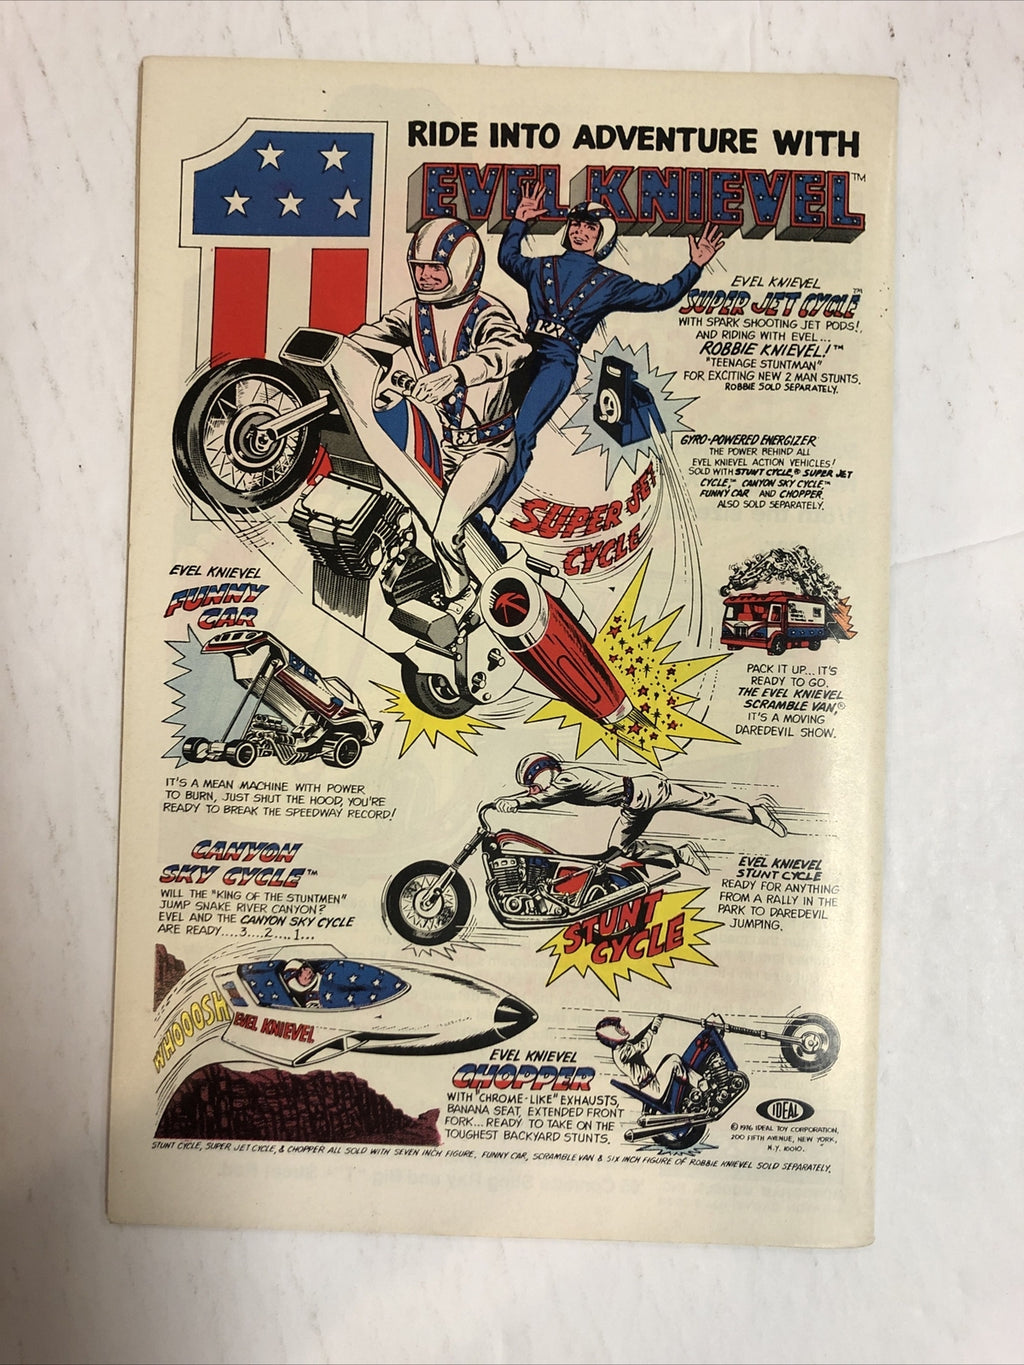 RIDE INTO ADVENTURE WITH
EVEL KNIEVEL™
EVEL KNIEVEL
SUPER JET CYCLE™
WITH SPARK SHOOTING JET PODS!,
AND RIDING WITH EVEL...
ROBBIE KNIEVEL!™
"TEENAGE STUNTMAN"
FOR EXCITING NEW 2 MAN STUNTS.
ROBBIE SOLD SEPARATELY.
GYRO-POWERED ENERGIZER
THE POWER BEHIND ALL
EVEL KNIEVEL ACTION VEHICLES!
SOLD WITH STUNT CYCLE,® SUPER JET
CYCLE,™ CANYON SKY CYCLE,™
FUNNY CAR AND CHOPPER.
ALSO SOLD SEPARATELY.
SUPER JET
CYCLE
EVEL KNIEVEL
FUNNY
CAR
IT'S A MEAN MACHINE WITH POWER
TO BURN, JUST SHUT THE HOOD, YOU'RE
READY TO BREAK THE SPEEDWAY RECORD!
PACK IT UP... IT'S
READY TO GO.
THE EVEL KNIEVEL
SCRAMBLE VAN,®
IT'S A MOVING
DAREDEVIL SHOW.
CANYON
SKY CYCLE™
WILL THE "KING OF THE STUNTMEN"
JUMP SNAKE RIVER CANYON?
EVEL AND THE CANYON SKY CYCLE
ARE READY....3....2....1...
EVEL KNIEVEL
STUNT CYCLE
READY FOR ANYTHING
FROM A RALLY IN THE
PARK TO DAREDEVIL
JUMPING.
STUNT
CYCLE
WHOOOSH
EVEL KNIEVEL
EVEL KNIEVEL
CHOPPER
WITH "CHROME-LIKE" EXHAUSTS,
BANANA SEAT, EXTENDED FRONT
FORK...READY TO TAKE ON THE
TOUGHEST BACKYARD STUNTS.
IDEAL
© 1976 IDEAL TOY CORPORATION,
200 FIFTH AVENUE, NEW YORK,
N.Y. 10010.
STUNT CYCLE, SUPER JET CYCLE, & CHOPPER ALL SOLD WITH SEVEN INCH FIGURE. FUNNY CAR, SCRAMBLE VAN & SIX INCH FIGURE OF ROBBIE KNIEVEL SOLD SEPARATELY.